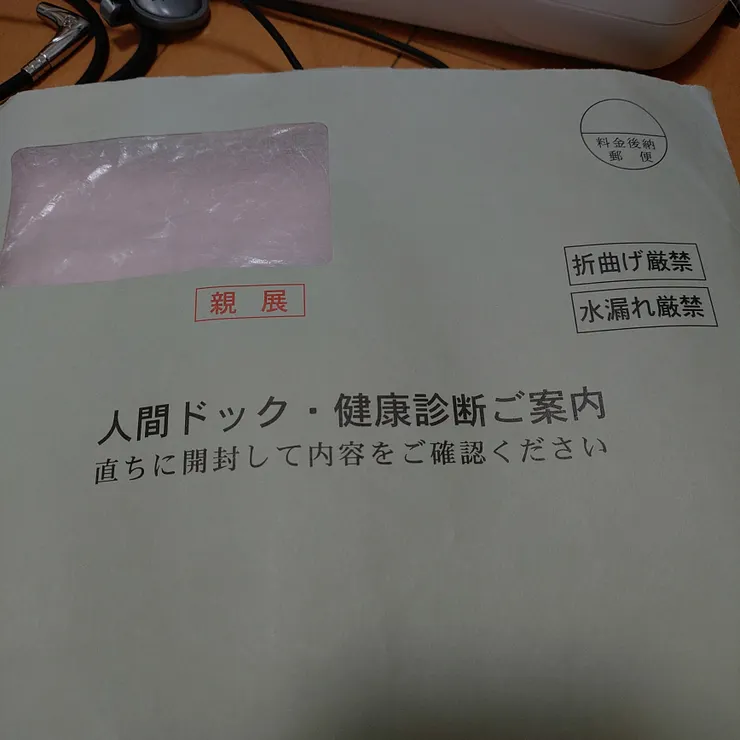 料金後納
郵便
折曲げ厳禁
水漏れ厳禁
親展
人間ドック・健康診断ご案内
直ちに開封して内容をご確認ください